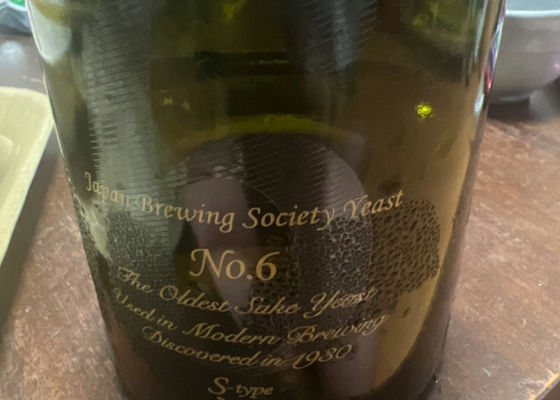 Japan Brewing Society Yeast
No.6
The Oldest Sake Yeast
Used in Modern Brewing
Discovered in 1930
S-type